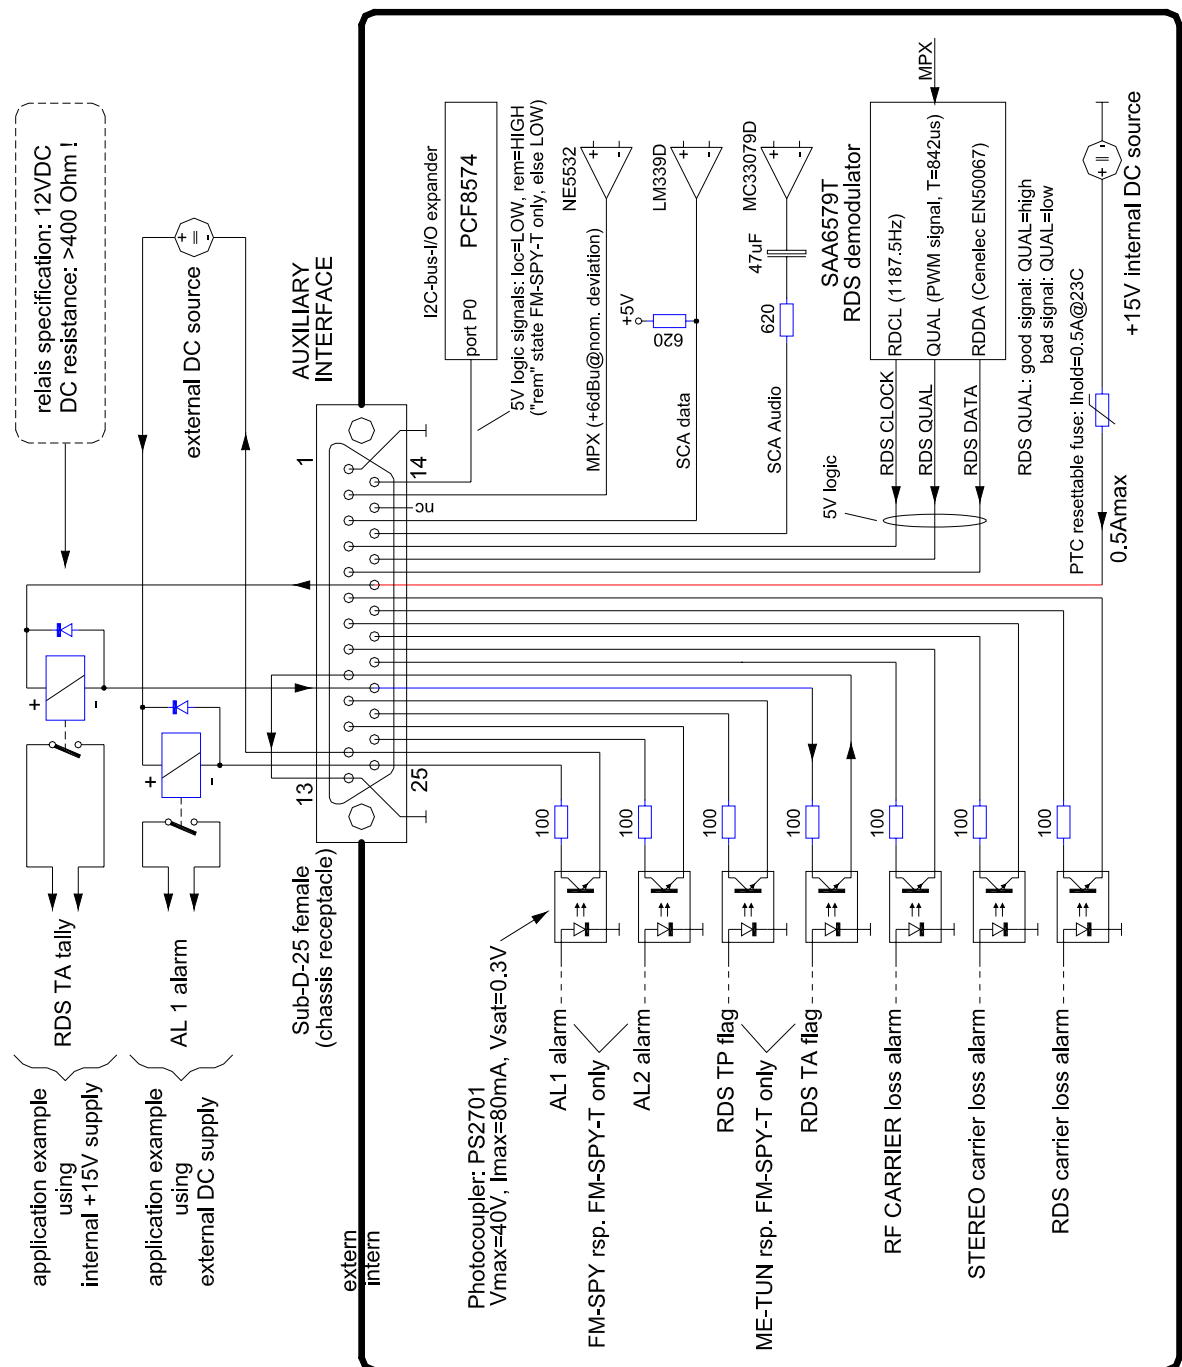 relais specification: 12VDC
DC resistance: >400 Ohm !
external DC source
+
=
-
AUXILIARY
INTERFACE
I2C-bus-I/O expander
PCF8574
port P0
5V logic signals: loc=LOW, rem=HIGH
("rem" state FM-SPY-T only, else LOW)
NE5532
+
-
MPX (+6dBu@nom. deviation)
LM339D
+
-
+5V
620
SCA data
MC33079D
+
-
47uF
620
SCA Audio
MPX
SAA6579T
RDS demodulator
RDCL (1187.5Hz)
QUAL (PWM signal, T=842us)
RDDA (Cenelec EN50067)
RDS CLOCK
RDS QUAL
RDS DATA
5V logic
RDS QUAL: good signal: QUAL=high
bad signal: QUAL=low
+
=
-
+15V internal DC source
PTC resettable fuse: Ihold=0.5A@23C
0.5Amax
1
14
nc
13
25
Sub-D-25 female
(chassis receptacle)
+
-
+
-
RDS TA tally
AL 1 alarm
application example
using
internal +15V supply
application example
using
external DC supply
extern
intern
100
100
100
100
100
100
100
Photocoupler: PS2701
Vmax=40V, Imax=80mA, Vsat=0.3V
AL1 alarm
FM-SPY rsp. FM-SPY-T only
AL2 alarm
RDS TP flag
ME-TUN rsp. FM-SPY-T only
RDS TA flag
RF CARRIER loss alarm
STEREO carrier loss alarm
RDS carrier loss alarm